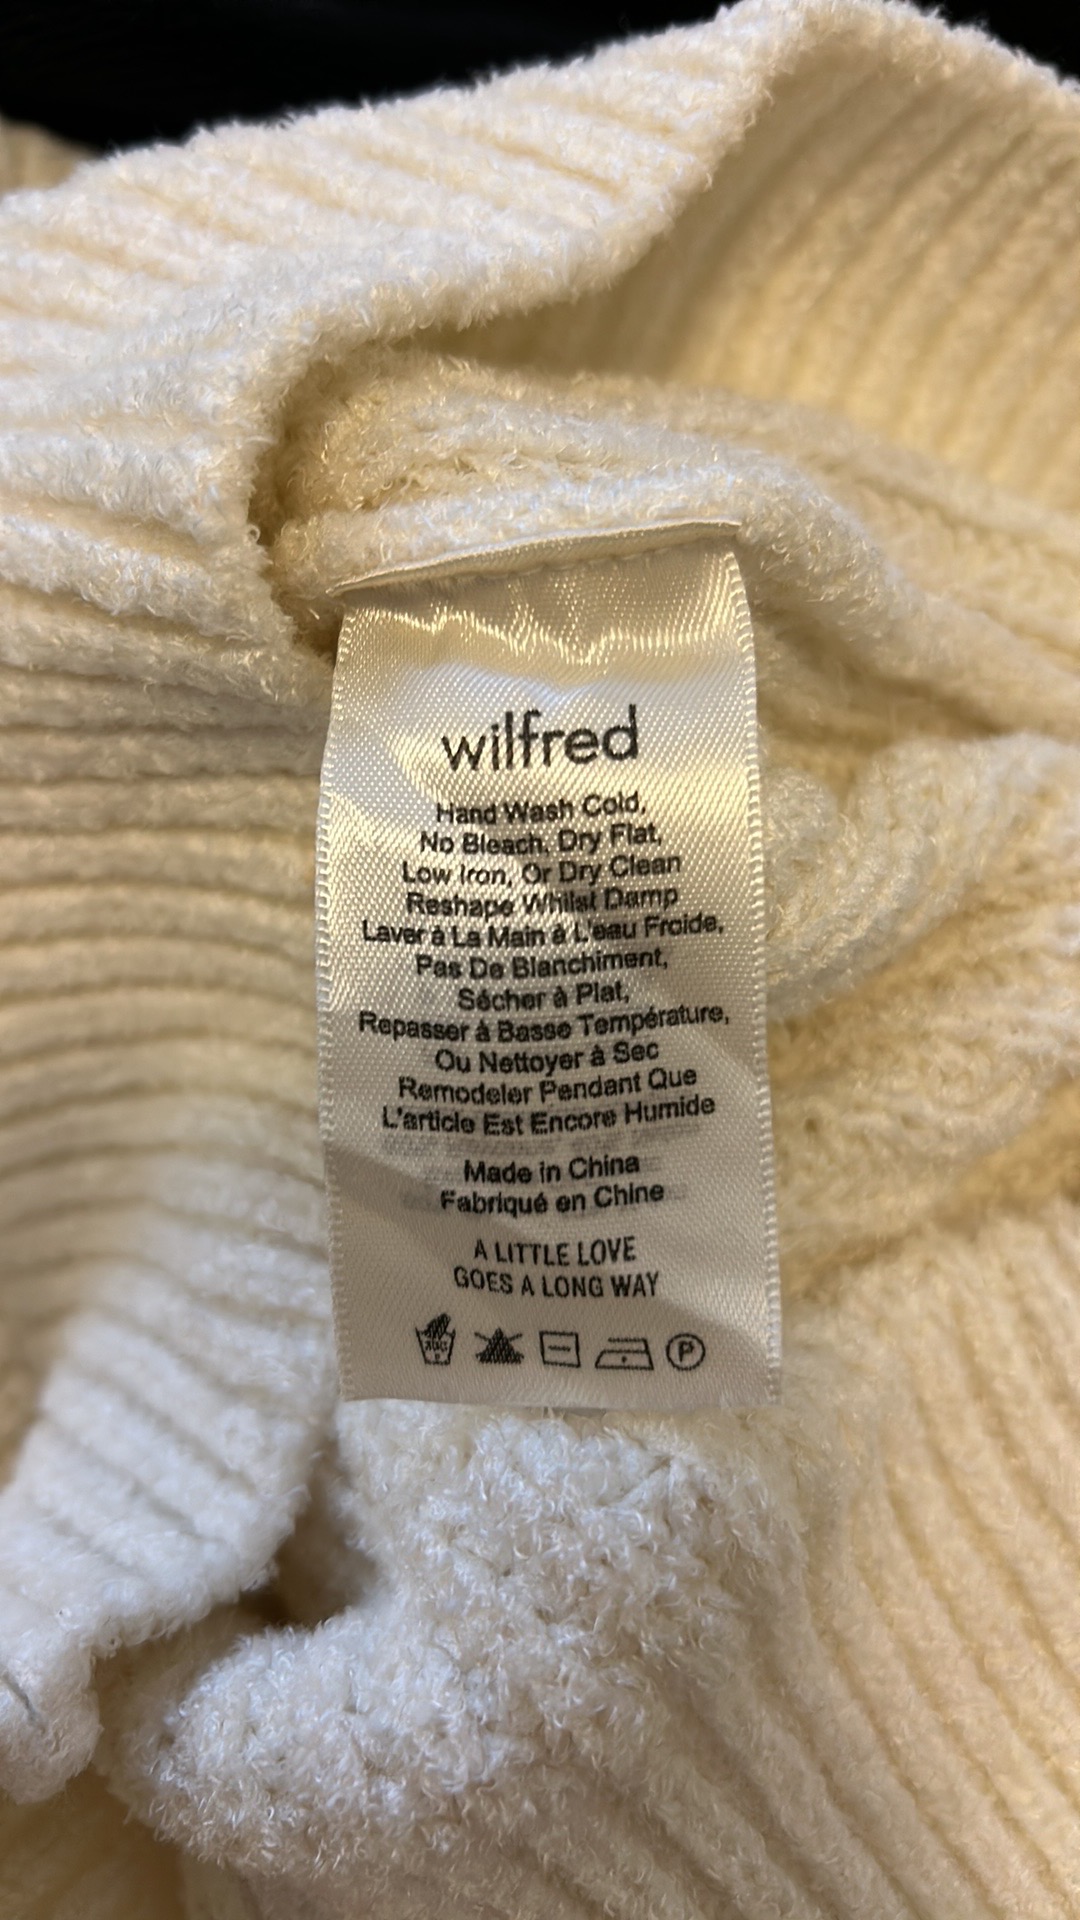 wilfred
Hand Wash Cold,
No Bleach, Dry Flat,
Low Iron, Or Dry Clean
Reshape Whilst Damp
Laver à La Main à L'eau Froide,
Pas De Blanchiment,
Sécher à Plat,
Repasser à Basse Température,
Ou Nettoyer à Sec
Remodeler Pendant Que
L'article Est Encore Humide
Made in China
Fabriqué en Chine
A LITTLE LOVE
GOES A LONG WAY
P